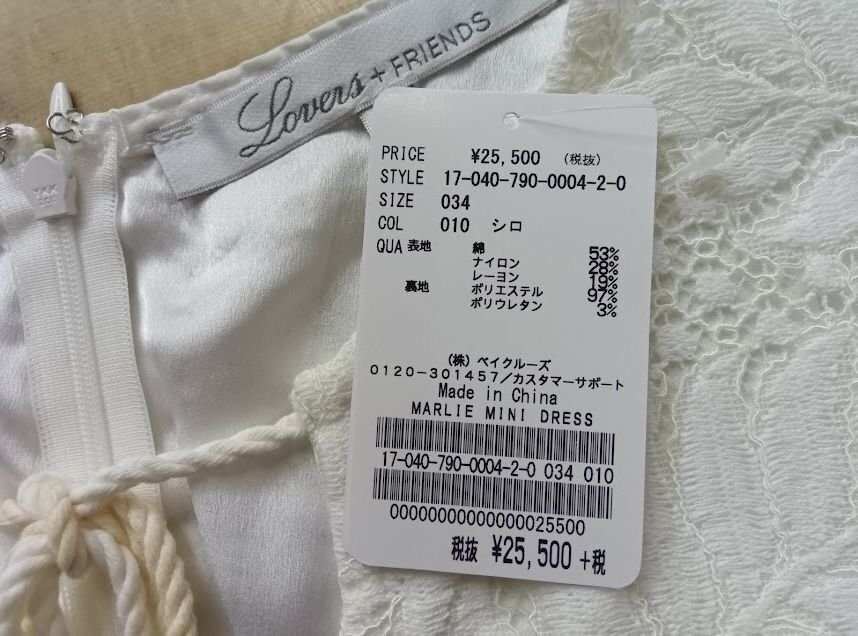 Lovers + FRIENDS
YKK
PRICE ¥25,500 (税抜)
STYLE 17-040-790-0004-2-0
SIZE 034
COL 010 シロ
QUA 表地 綿 53%
ナイロン 28%
レーヨン 19%
裏地 ポリエステル 97%
ポリウレタン 3%
(株) ベイクルーズ
0120-301457/カスタマーサポート
Made in China
MARLIE MINI DRESS
17-040-790-0004-2-0 034 010
00000000000000025500
税抜 ¥25,500 +税